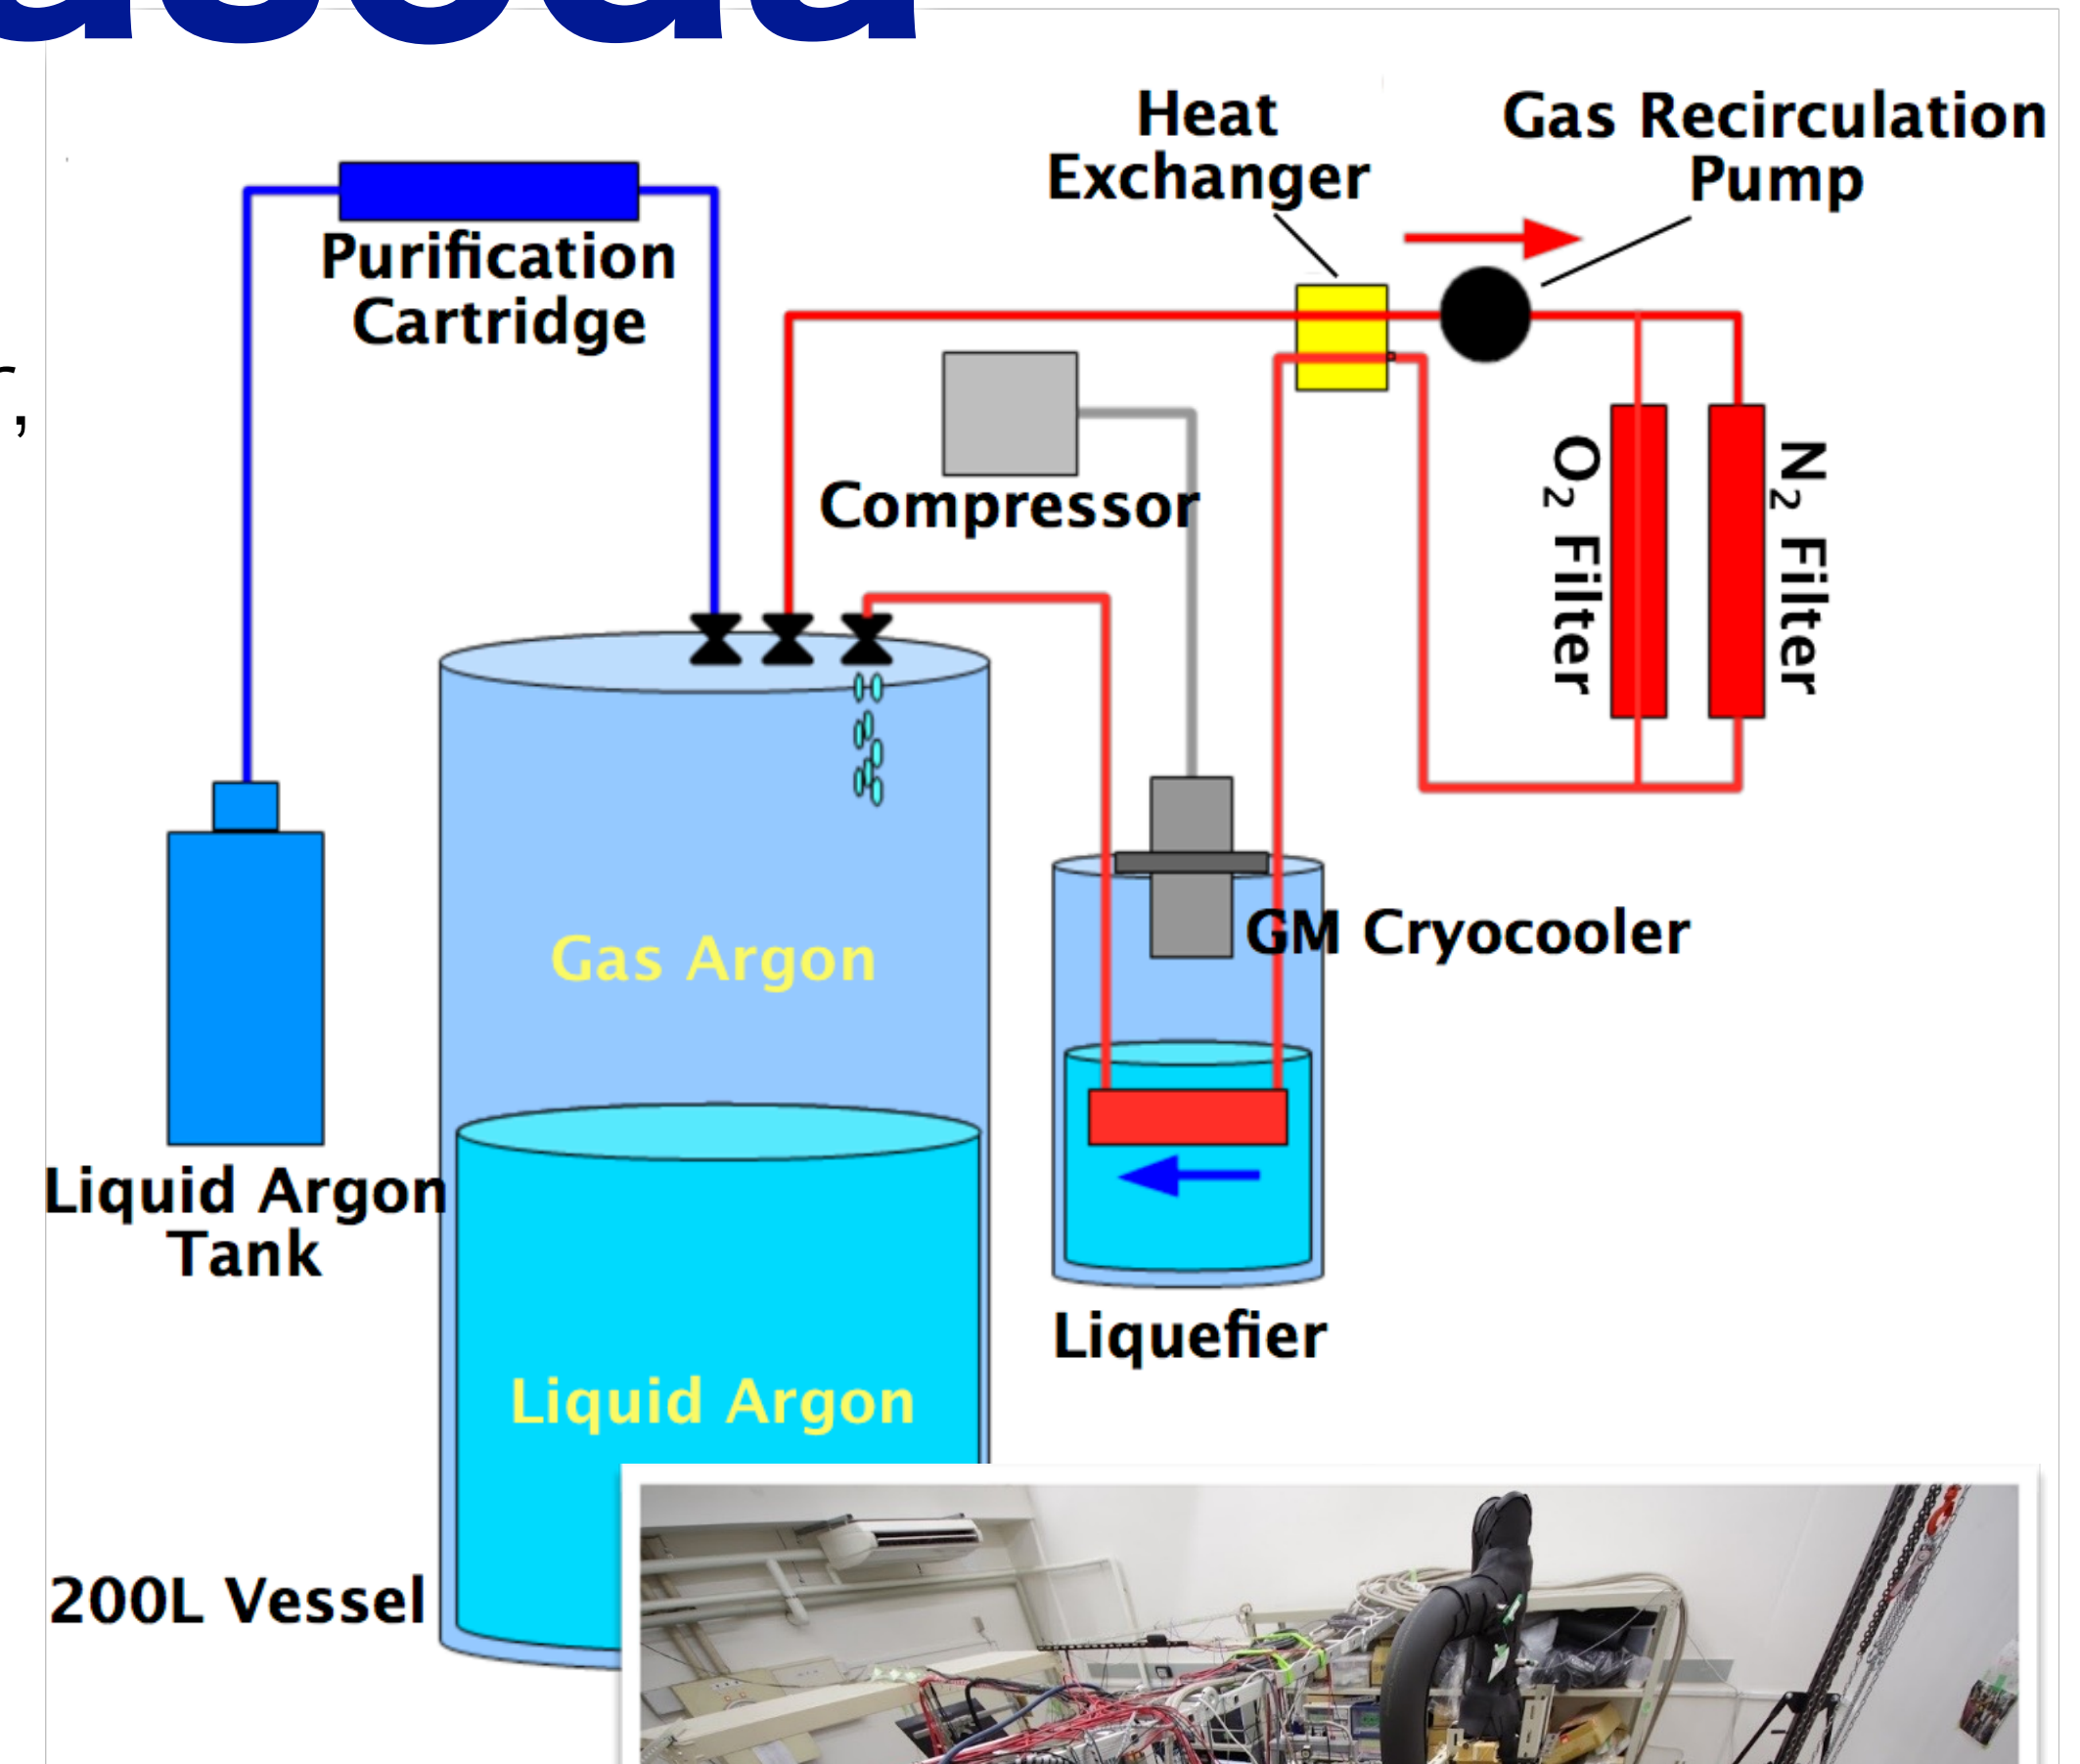 Heat
Exchanger
Gas Recirculation
Pump
Purification
Cartridge
,
Compressor
O₂ Filter
N₂ Filter
GM Cryocooler
Gas Argon
Liquid Argon
Tank
Liquefier
Liquid Argon
200L Vessel